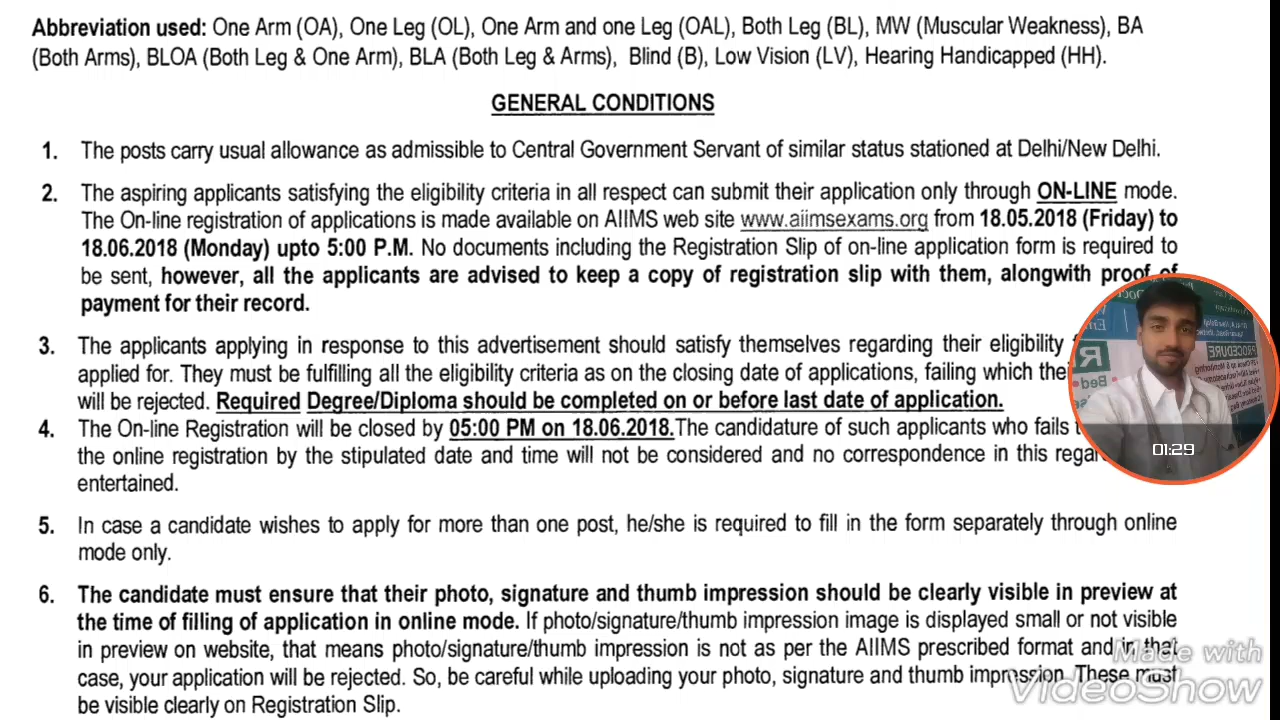 Abbreviation used: One Arm (OA), One Leg (OL), One Arm and one Leg (OAL), Both Leg (BL), MW (Muscular Weakness), BA
(Both Arms), BLOA (Both Leg & One Arm), BLA (Both Leg & Arms), Blind (B), Low Vision (LV), Hearing Handicapped (HH).
GENERAL CONDITIONS
1. The posts carry usual allowance as admissible to Central Government Servant of similar status stationed at Delhi/New Delhi.
2. The aspiring applicants satisfying the eligibility criteria in all respect can submit their application only through ON-LINE mode.
The On-line registration of applications is made available on AIIMS web site www.aiimsexams.org from 18.05.2018 (Friday) to
18.06.2018 (Monday) upto 5:00 P.M. No documents including the Registration Slip of on-line application form is required to
be sent, however, all the applicants are advised to keep a copy of registration slip with them, alongwith proof of
payment for their record.
3. The applicants applying in response to this advertisement should satisfy themselves regarding their eligibility
applied for. They must be fulfilling all the eligibility criteria as on the closing date of applications, failing which
will be rejected. Required Degree/Diploma should be completed on or before last date of application.
4. The On-line Registration will be closed by 05:00 PM on 18.06.2018.The candidature of such applicants who fails
the online registration by the stipulated date and time will not be considered and no correspondence in this
entertained.
5. In case a candidate wishes to apply for more than one post, he/she is required to fill in the form separately through online
mode only.
6. The candidate must ensure that their photo, signature and thumb impression should be clearly visible in preview at
the time of filling of application in online mode. If photo/signature/thumb impression image is displayed small or not visible
in preview on website, that means photo/signature/thumb impression is not as per the AIIMS prescribed format and in that
case, your application will be rejected. So, be careful while uploading your photo, signature and thumb impression. These must
be visible clearly on Registration Slip.
PROCEDURE
R
Bed
01:29
Made with
VideoShow